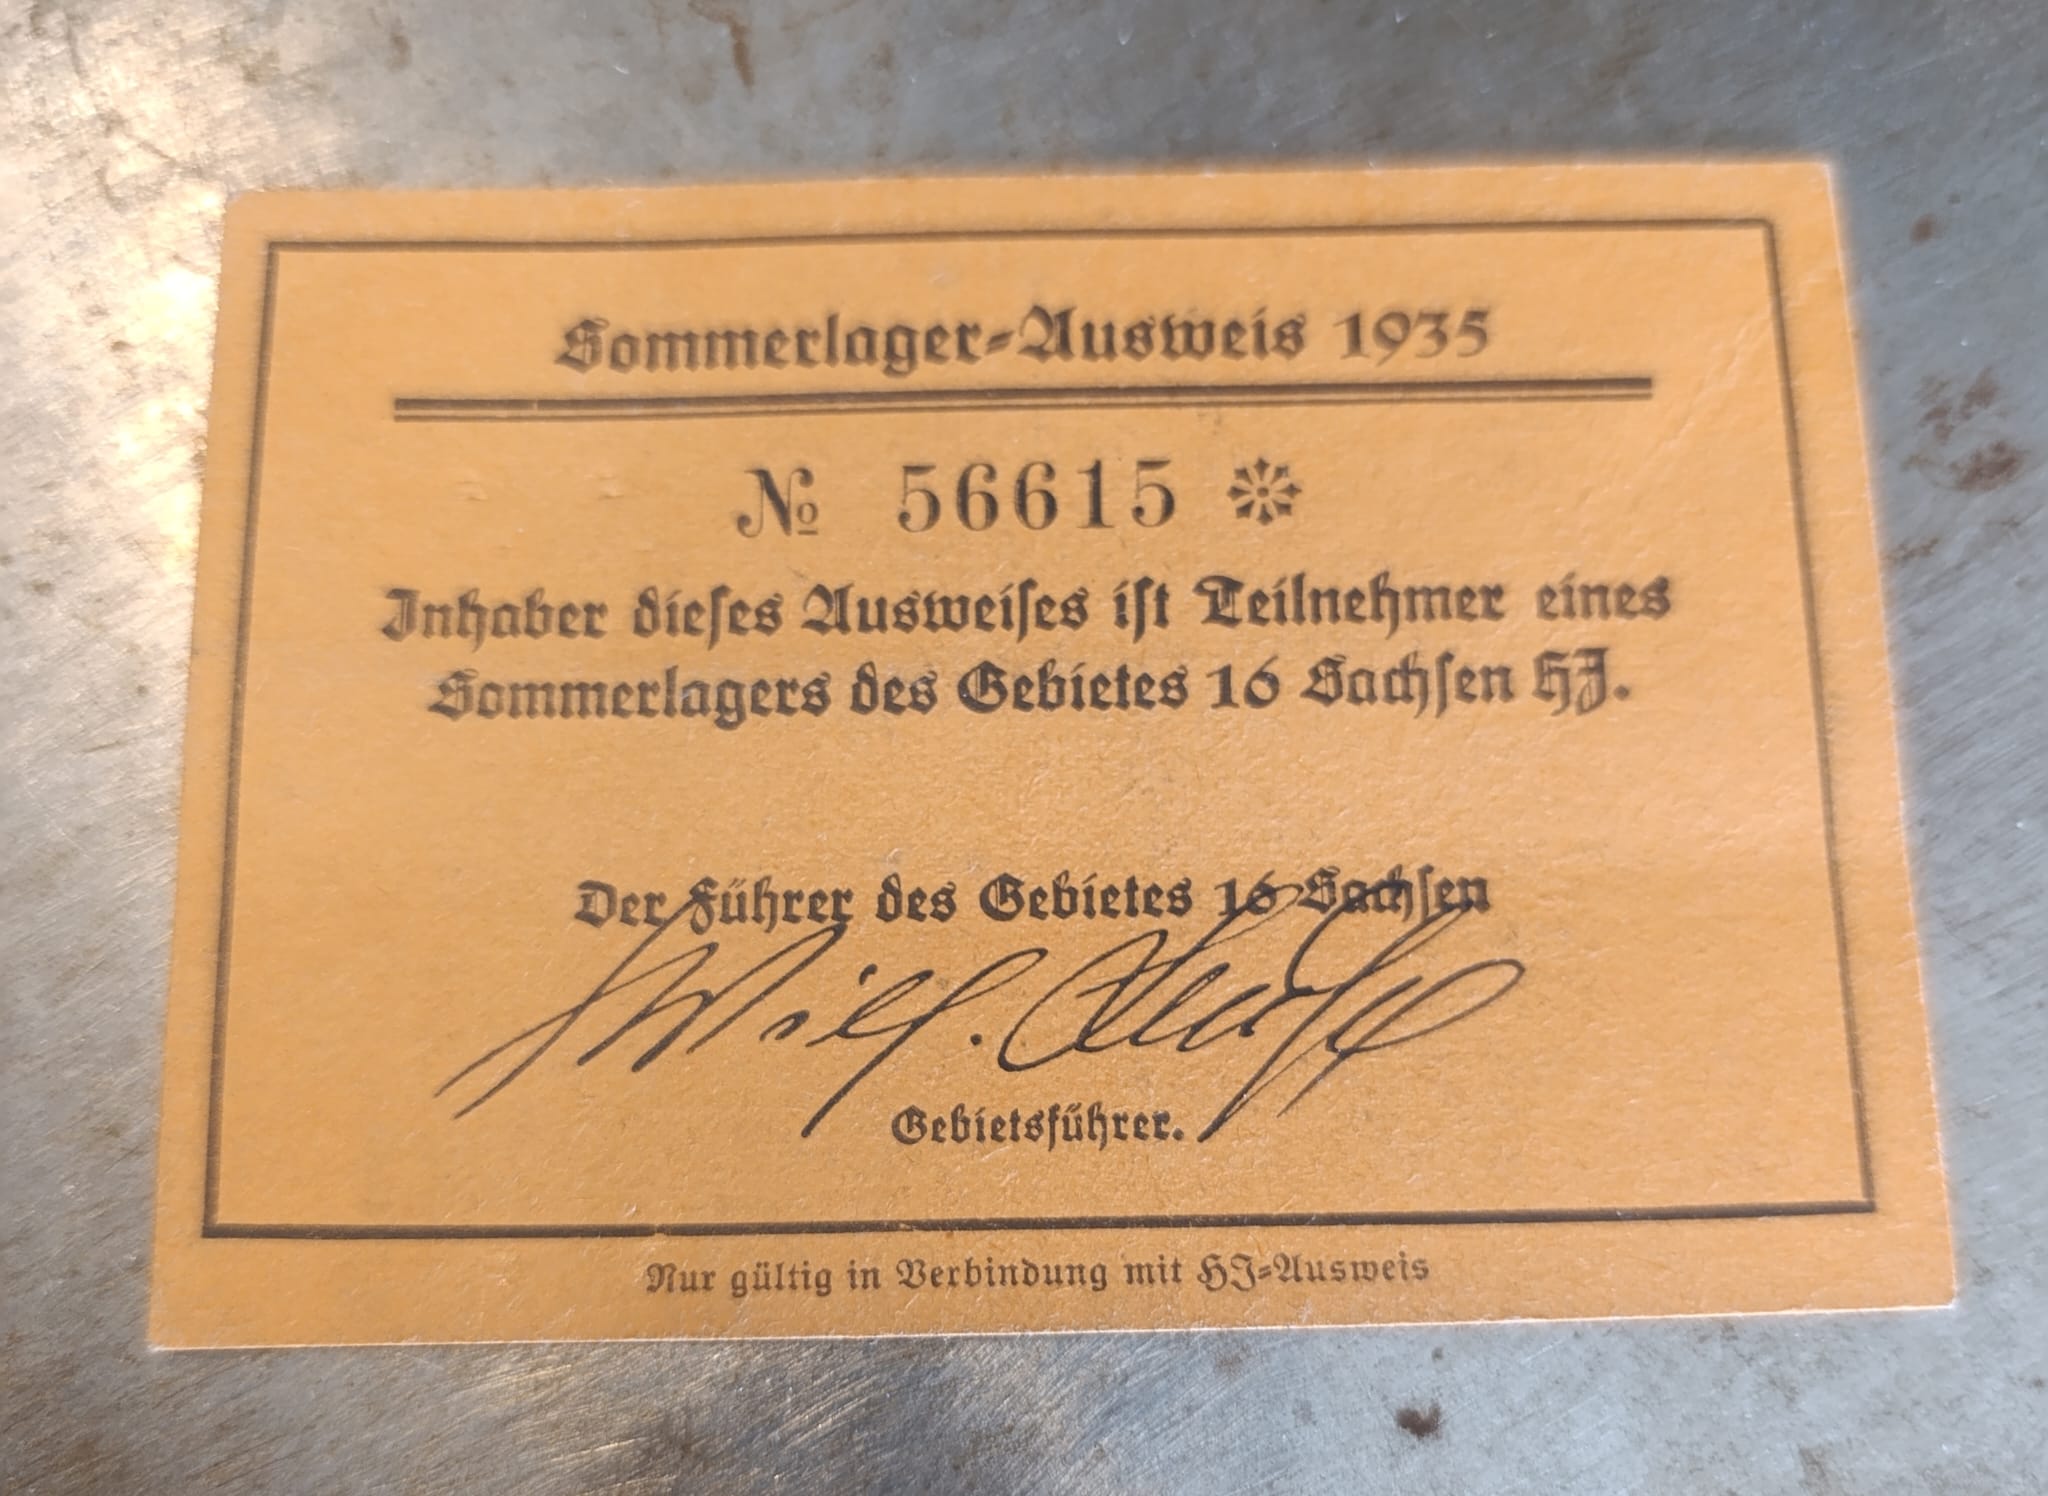 Sommerlager-Ausweis 1935
№ 56615
Inhaber dieses Ausweises ist Teilnehmer eines
Sommerlagers des Gebietes 16 Sachsen HJ.
Der Führer des Gebietes 16 Sachsen
Gebietsführer.
Nur gültig in Verbindung mit HJ-Ausweis